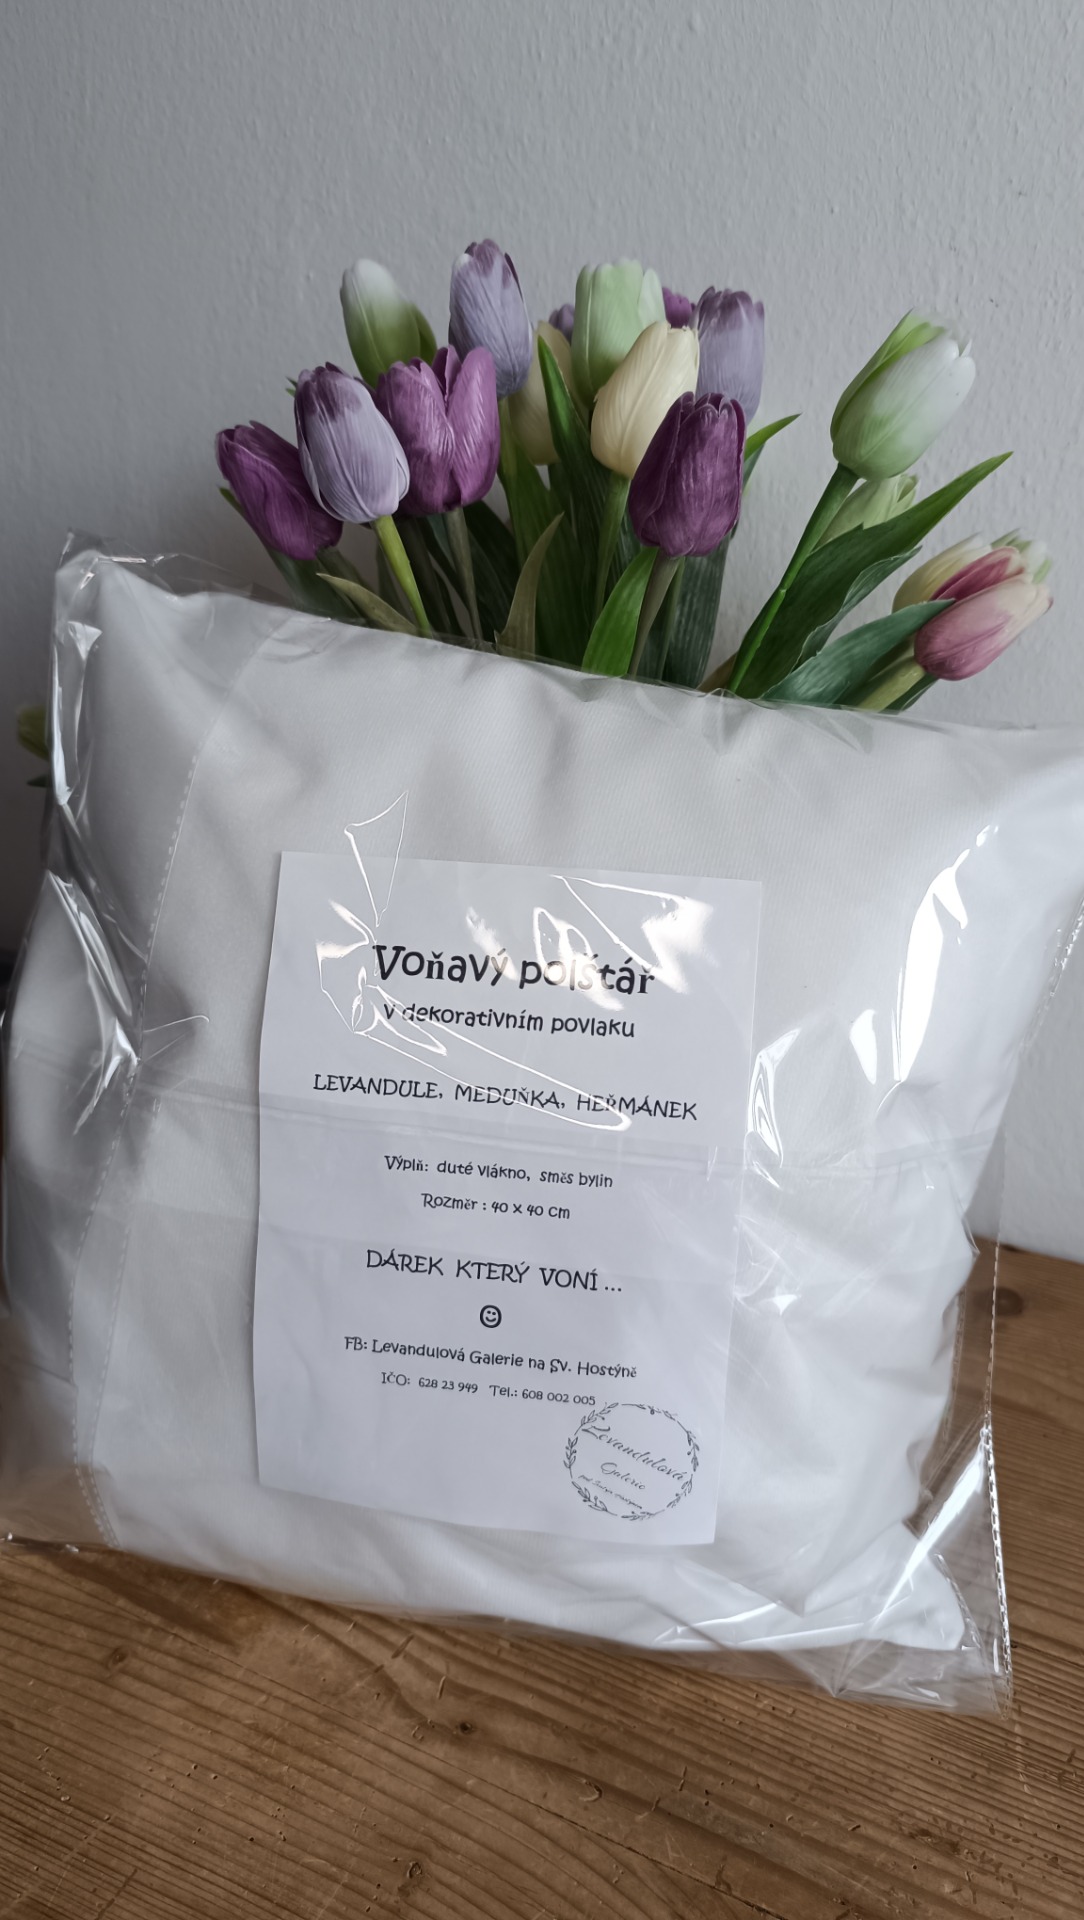 Voňavý polštář
v dekorativním povlaku
LEVANDULE, MEDUŇKA, HEŘMÁNEK
Výplň: duté vlákno, směs bylin
Rozměr : 40 x 40 cm
DÁREK KTERÝ VONÍ ...
FB: Levandulová Galerie na Sv. Hostýně
IČO: 628 23 949 Tel.: 608 002 005
Levandulová
Galerie